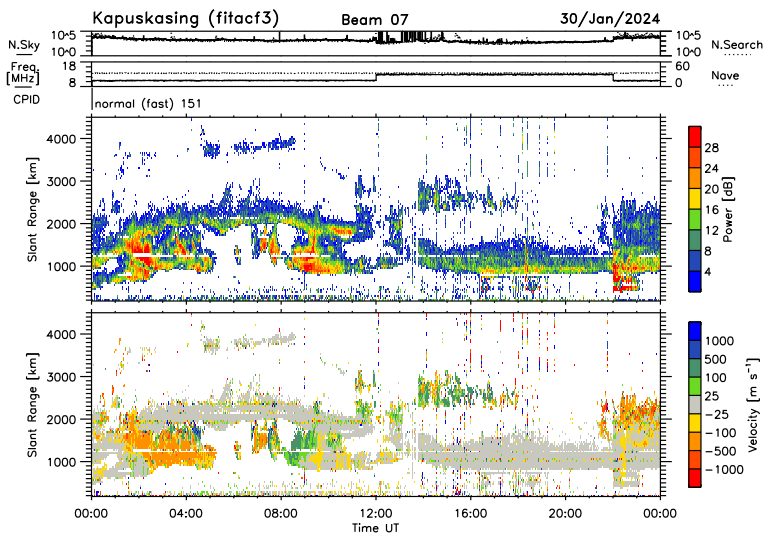 Kapuskasing (fitacf3) Beam 07 30/Jan/2024
N.Sky 10^5 10^0 10^5 10^0 N.Search
Freq. [MHz] 18 8 60 0 Nave
CPID normal (fast) 151
Slant Range [km]
4000
3000
2000
1000
Power [dB]
28
24
20
16
12
8
4
Slant Range [km]
4000
3000
2000
1000
Velocity [m s⁻¹]
1000
500
100
25
-25
-100
-500
-1000
00:00 04:00 08:00 12:00 16:00 20:00 00:00
Time UT